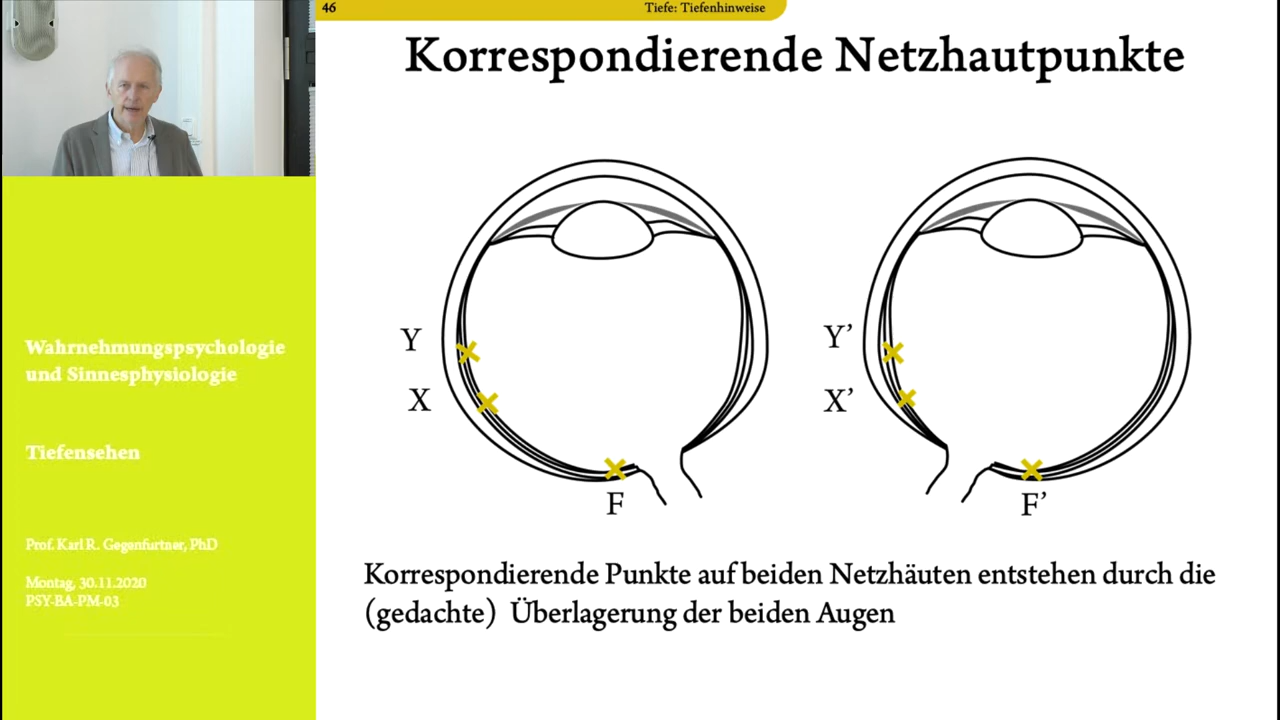 46
Tiefe: Tiefenhinweise
Korrespondierende Netzhautpunkte
Y
X
F
Y’
X’
F’
Korrespondierende Punkte auf beiden Netzhäuten entstehen durch die
(gedachte) Überlagerung der beiden Augen
Wahrnehmungspsychologie
und Sinnesphysiologie
Tiefensehen
Prof. Karl R. Gegenfurtner, PhD
Montag, 30.11.2020
PSY-BA-PM-03